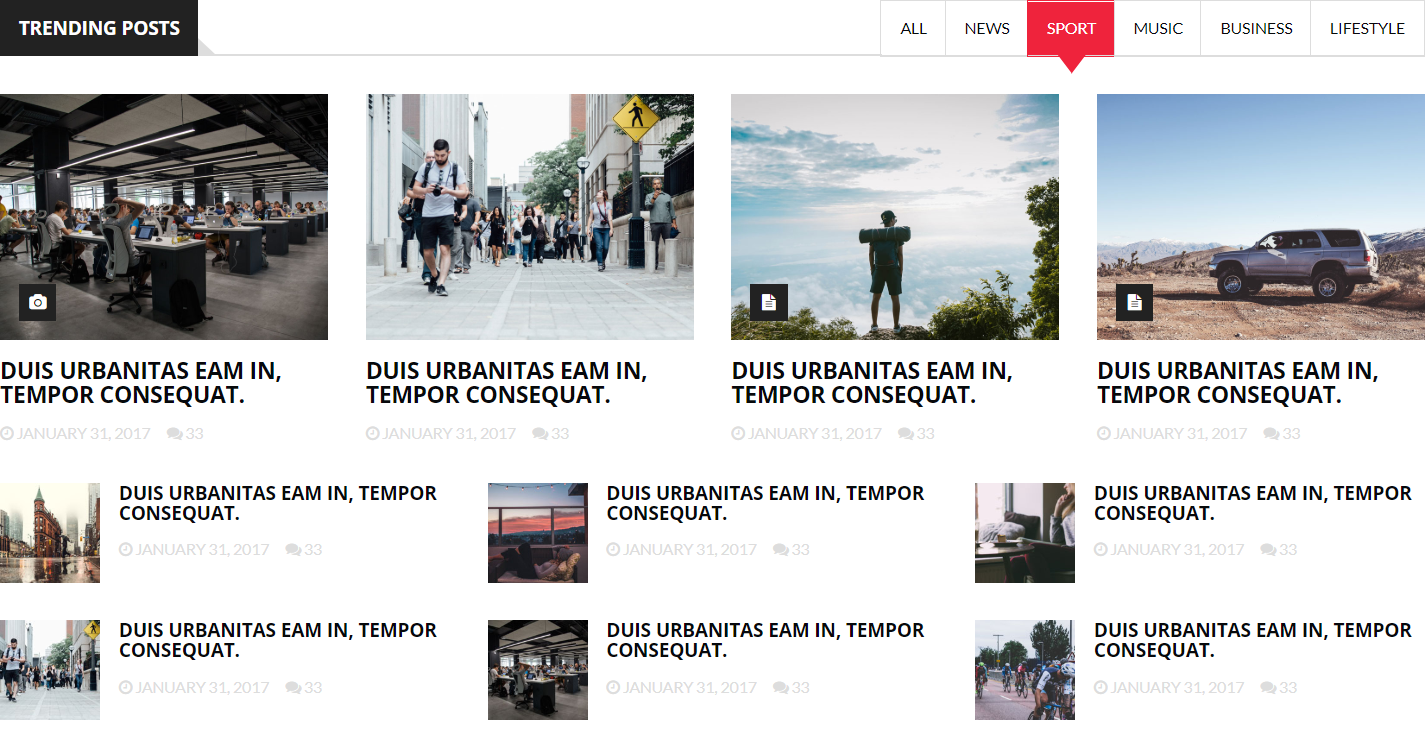 TRENDING POSTS
ALL NEWS SPORT MUSIC BUSINESS LIFESTYLE
DUIS URBANITAS EAM IN,
TEMPOR CONSEQUAT.
JANUARY 31, 2017 33
DUIS URBANITAS EAM IN,
TEMPOR CONSEQUAT.
JANUARY 31, 2017 33
DUIS URBANITAS EAM IN,
TEMPOR CONSEQUAT.
JANUARY 31, 2017 33
DUIS URBANITAS EAM IN,
TEMPOR CONSEQUAT.
JANUARY 31, 2017 33
DUIS URBANITAS EAM IN, TEMPOR
CONSEQUAT.
JANUARY 31, 2017 33
DUIS URBANITAS EAM IN, TEMPOR
CONSEQUAT.
JANUARY 31, 2017 33
DUIS URBANITAS EAM IN, TEMPOR
CONSEQUAT.
JANUARY 31, 2017 33
DUIS URBANITAS EAM IN, TEMPOR
CONSEQUAT.
JANUARY 31, 2017 33
DUIS URBANITAS EAM IN, TEMPOR
CONSEQUAT.
JANUARY 31, 2017 33
DUIS URBANITAS EAM IN, TEMPOR
CONSEQUAT.
JANUARY 31, 2017 33